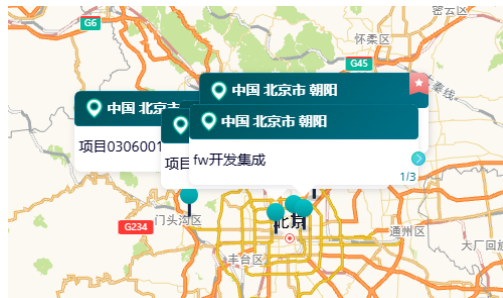 密云区
G6
怀柔区
G45
中国 北京市 朝阳
秦线
中国 北京市
中国 北京市 朝阳
项目0306001
项目
fw开发集成
1/3
门头沟区
G234
北京
通州区
丰台区
大厂回族